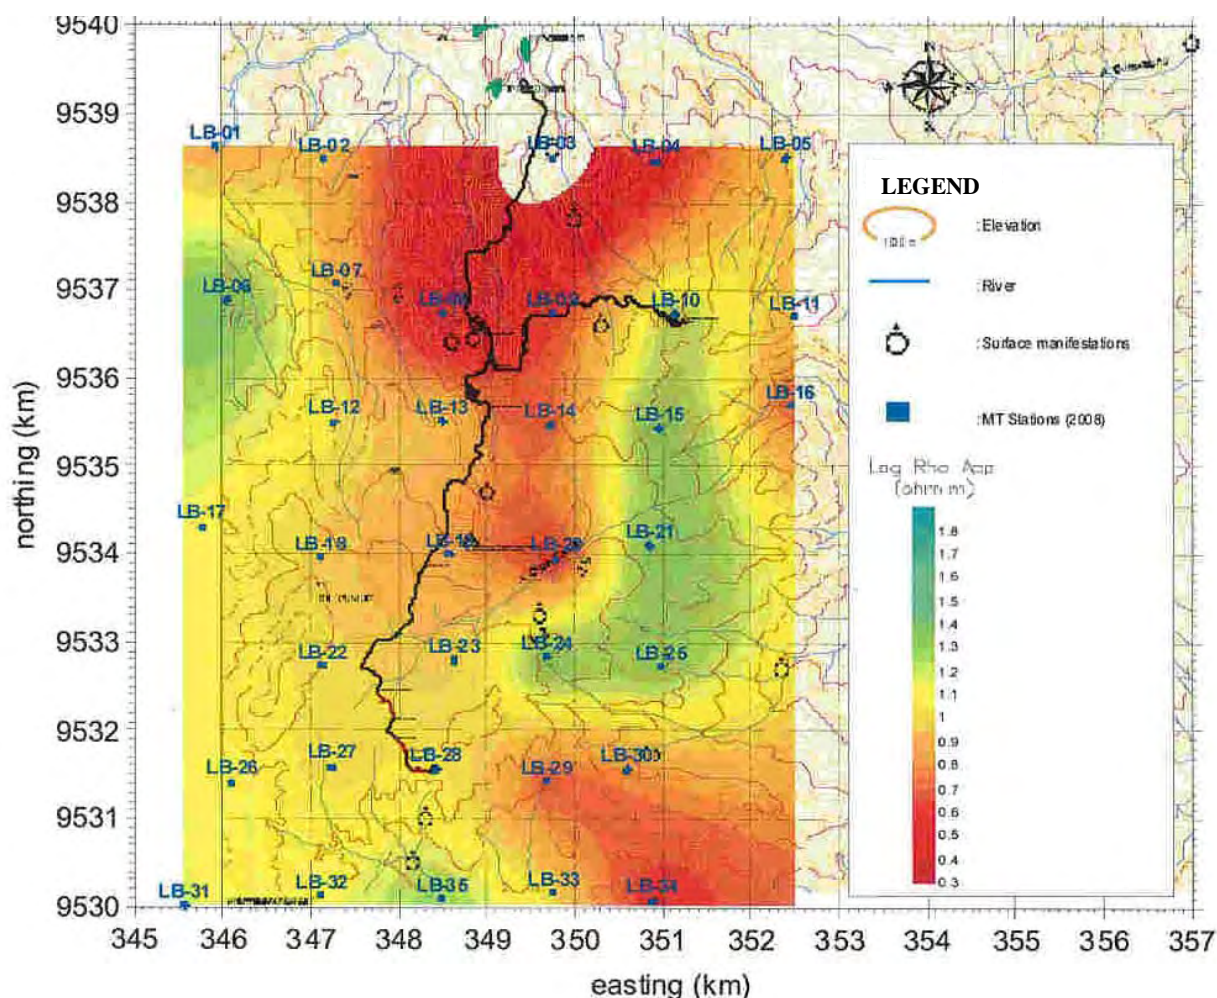 9540
9539
9538
9537
9536
9535
9534
9533
9532
9531
9530
northing (km)
345 346 347 348 349 350 351 352 353 354 355 356 357
easting (km)
LB-01
LB-02
LB-03
LB-04
LB-05
LB-06
LB-07
LB-09
LB-10
LB-11
LB-12
LB-13
LB-14
LB-15
LB-16
LB-17
LB-18
LB-20
LB-21
LB-22
LB-23
LB-24
LB-25
LB-26
LB-27
LB-28
LB-29
LB-30
LB-31
LB-32
LB-33
LB-34
LB-35
N
LEGEND
: Elevation
: River
: Surface manifestations
: MT Stations (2008)
Log Rho App
(ohm m)
1.8
1.7
1.6
1.5
1.4
1.3
1.2
1.1
1
0.9
0.8
0.7
0.6
0.5
0.4
0.3